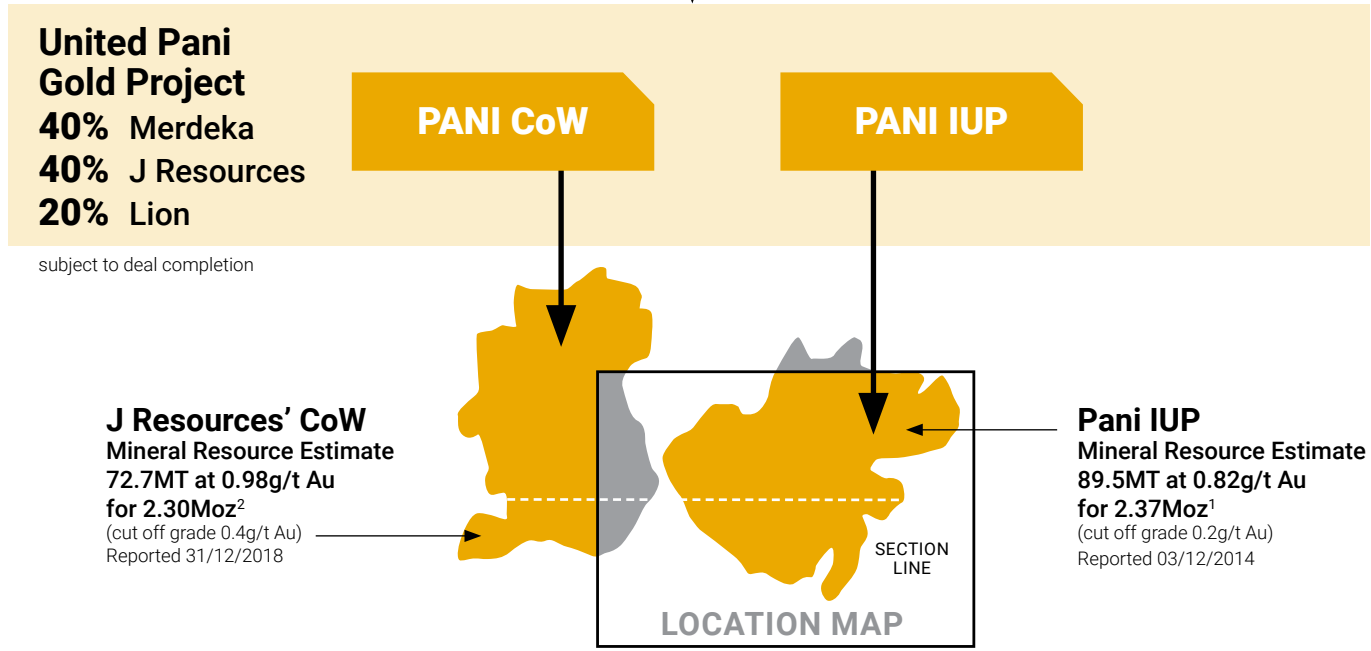 United Pani
Gold Project
40% Merdeka
40% J Resources
20% Lion
PANI CoW
PANI IUP
subject to deal completion
J Resources’ CoW
Mineral Resource Estimate
72.7MT at 0.98g/t Au
for 2.30Moz²
(cut off grade 0.4g/t Au)
Reported 31/12/2018
Pani IUP
Mineral Resource Estimate
89.5MT at 0.82g/t Au
for 2.37Moz¹
(cut off grade 0.2g/t Au)
Reported 03/12/2014
SECTION
LINE
LOCATION MAP